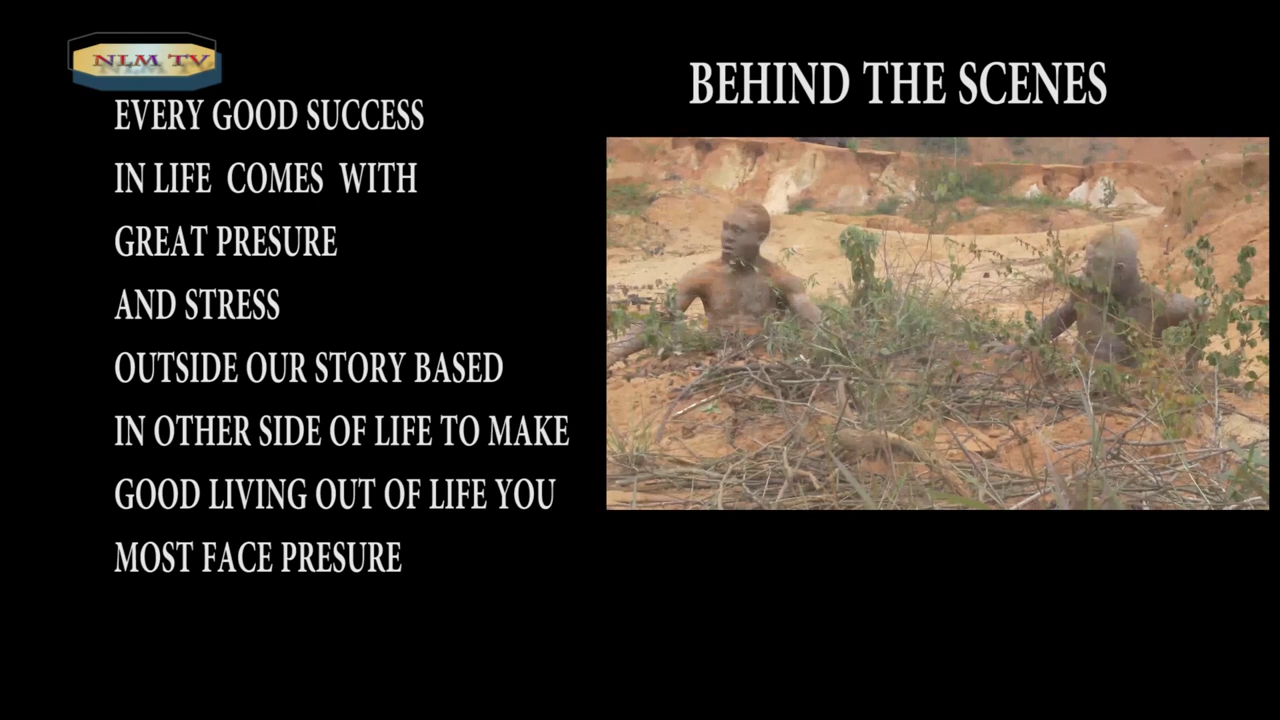 NLM TV
BEHIND THE SCENES
EVERY GOOD SUCCESS
IN LIFE COMES WITH
GREAT PRESURE
AND STRESS
OUTSIDE OUR STORY BASED
IN OTHER SIDE OF LIFE TO MAKE
GOOD LIVING OUT OF LIFE YOU
MOST FACE PRESURE